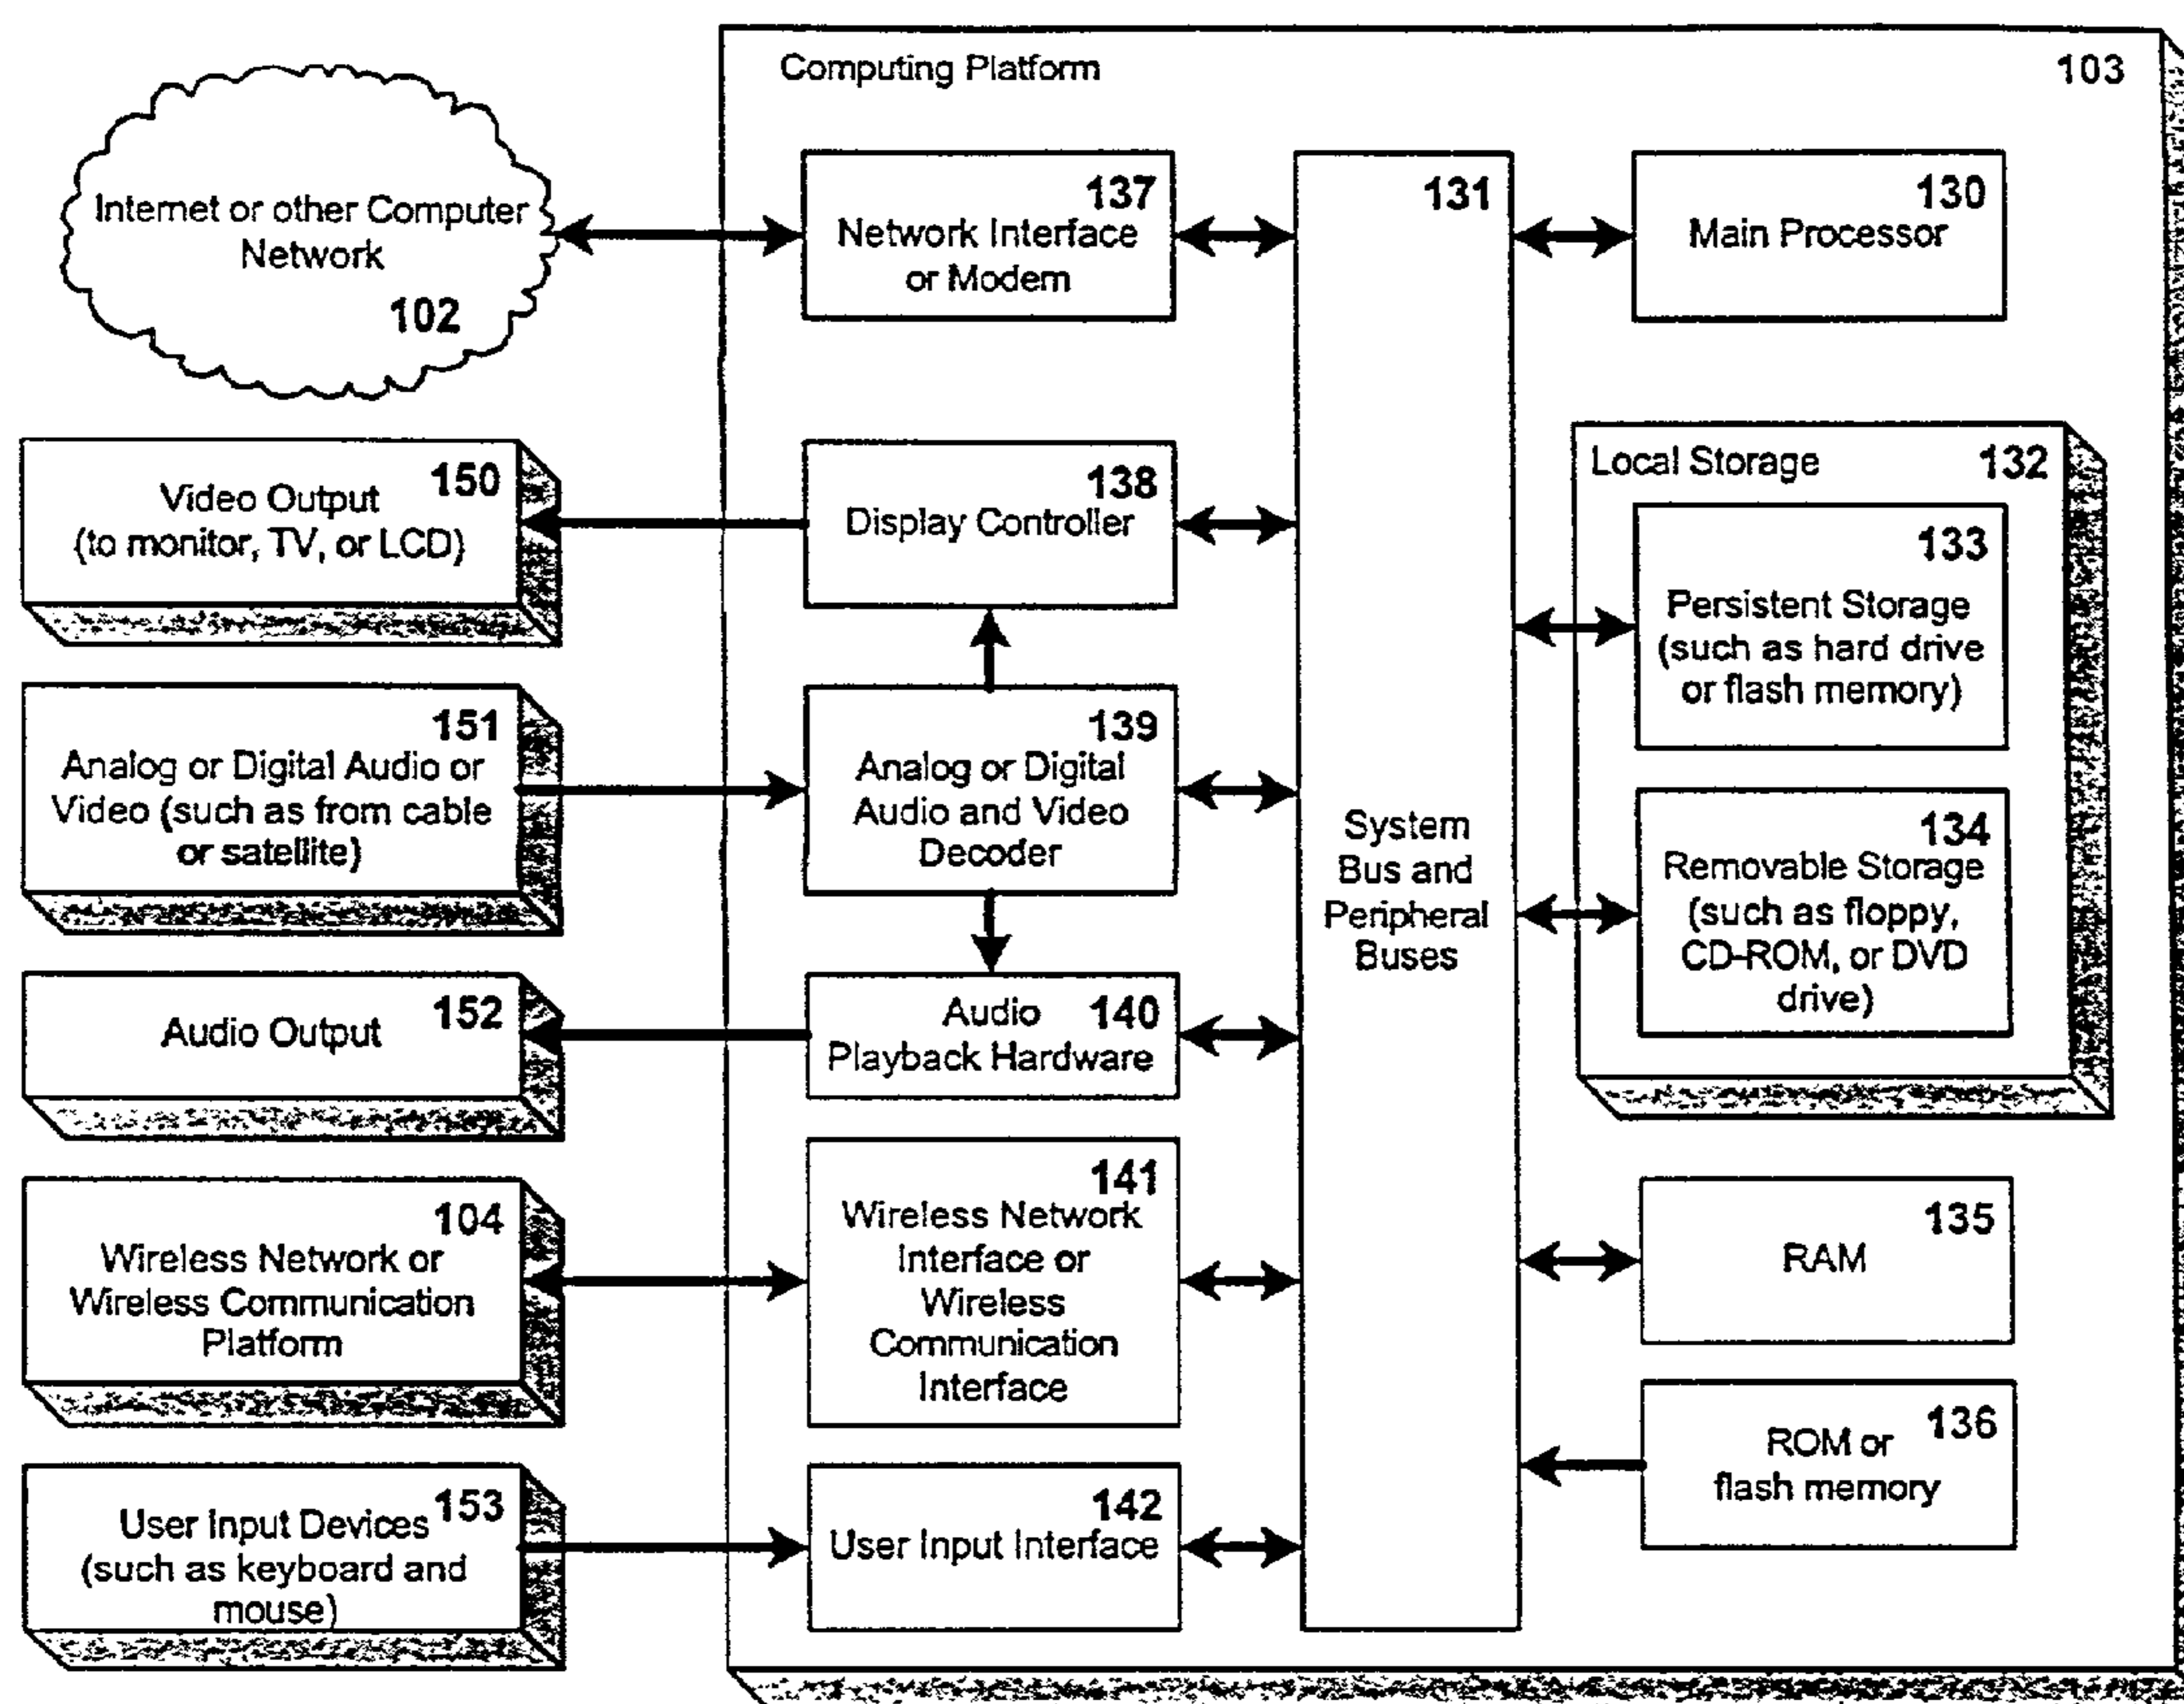 Computing Platform
103
Internet or other Computer
Network
102
137
Network Interface
or Modem
131
System
Bus and
Peripheral
Buses
130
Main Processor
150
Video Output
(to monitor, TV, or LCD)
138
Display Controller
Local Storage
132
133
Persistent Storage
(such as hard drive
or flash memory)
151
Analog or Digital Audio or
Video (such as from cable
or satellite)
139
Analog or Digital
Audio and Video
Decoder
134
Removable Storage
(such as floppy,
CD-ROM, or DVD
drive)
152
Audio Output
Audio 140
Playback Hardware
104
Wireless Network or
Wireless Communication
Platform
141
Wireless Network
Interface or
Wireless
Communication
Interface
135
RAM
136
ROM or
flash memory
153
User Input Devices
(such as keyboard and
mouse)
142
User Input Interface